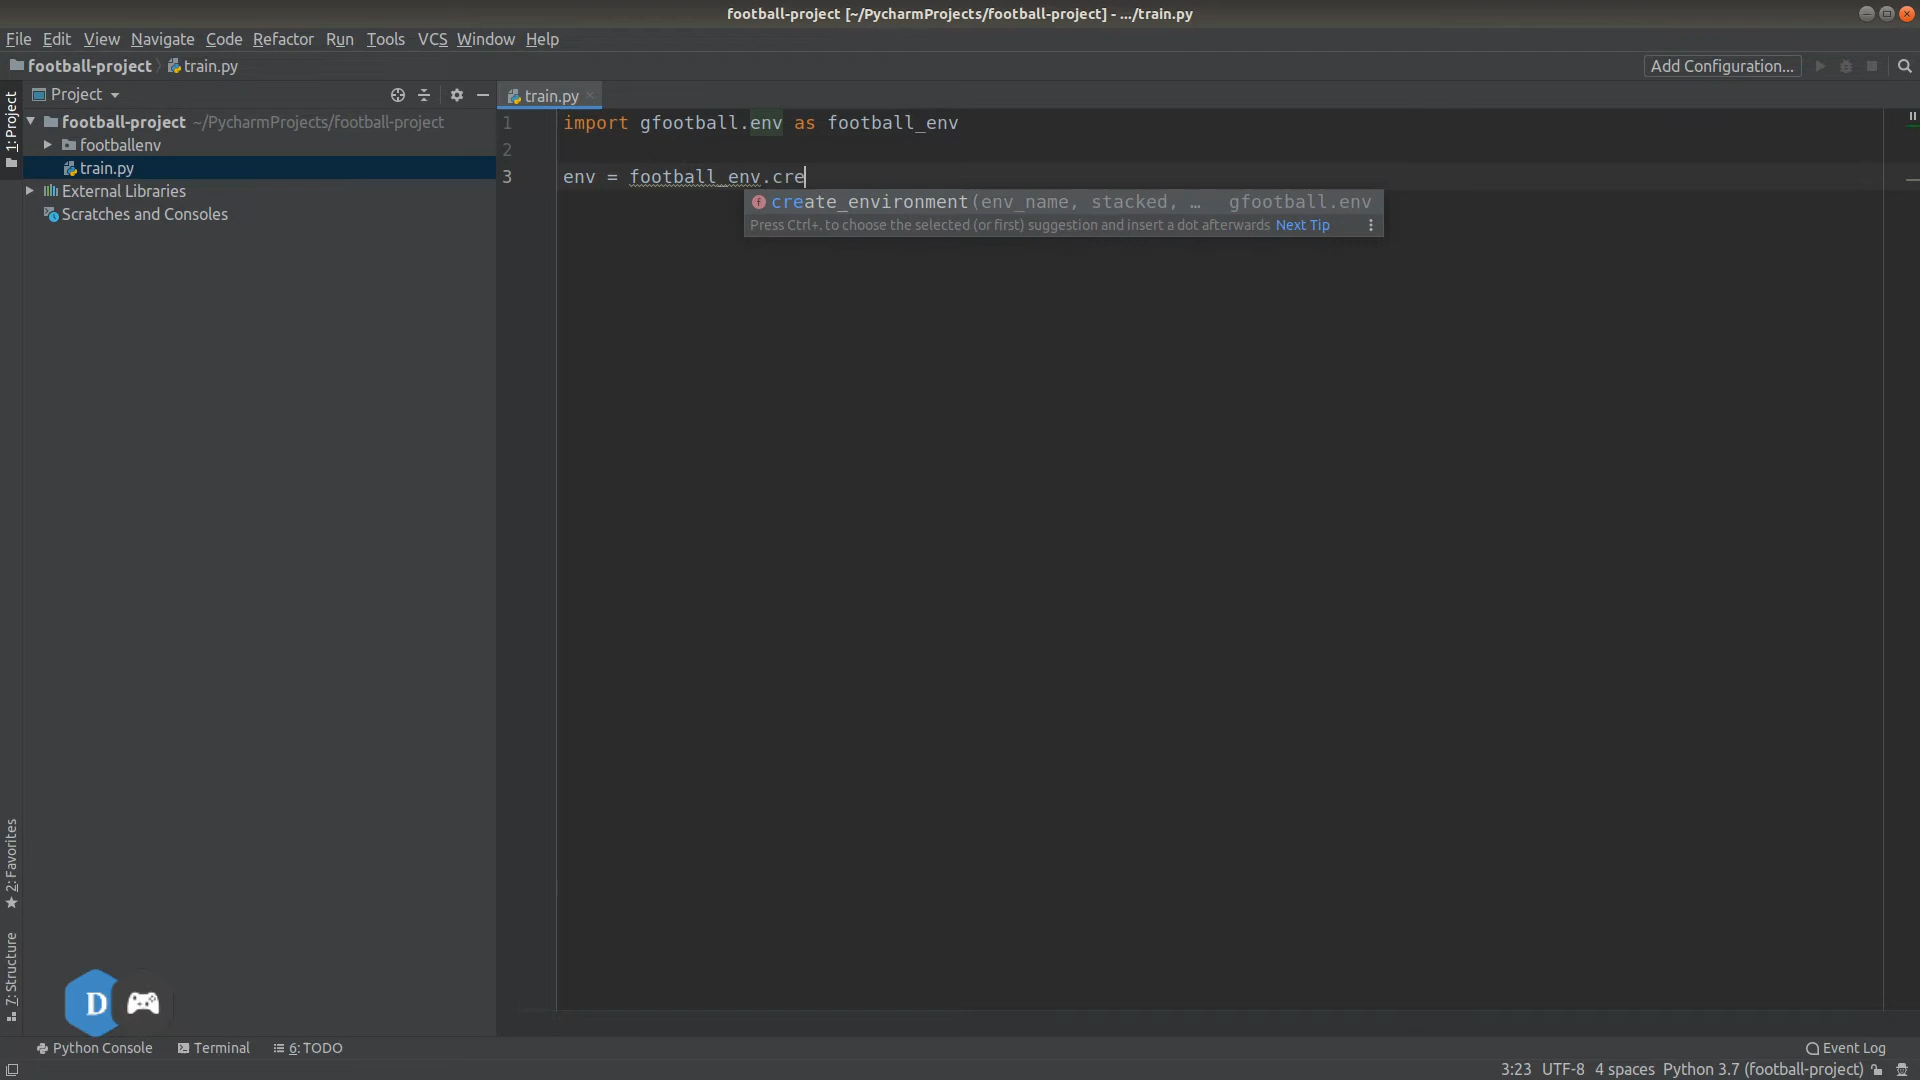 football-project [~/PycharmProjects/football-project] - .../train.py
File Edit View Navigate Code Refactor Run Tools VCS Window Help
football-project train.py
Add Configuration...
1: Project
Project
train.py
football-project ~/PycharmProjects/football-project
footballenv
train.py
External Libraries
Scratches and Consoles
1 import gfootball.env as football_env
2
3 env = football_env.cre
f create_environment(env_name, stacked, … gfootball.env
Press Ctrl+. to choose the selected (or first) suggestion and insert a dot afterwards Next Tip
2: Favorites
7: Structure
D
Python Console
Terminal
6: TODO
Event Log
3:23 UTF-8 4 spaces Python 3.7 (football-project)